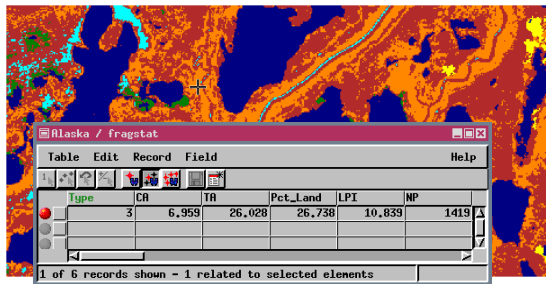 Alaska / fragstat
Table Edit Record Field Help
Type CA TA Pct_Land LPI NP
3 6,959 26,028 26,738 10,839 1419
1 of 6 records shown - 1 related to selected elements